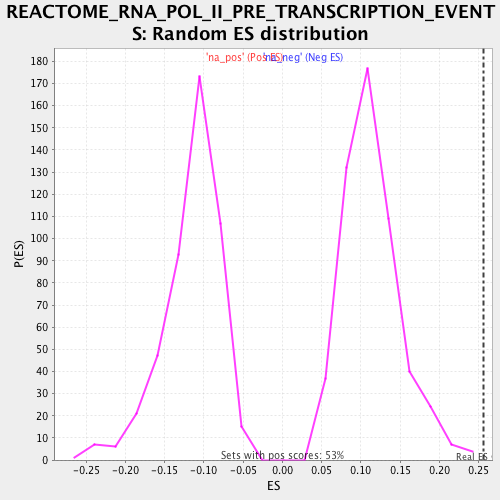 REACTOME_RNA_POL_II_PRE_TRANSCRIPTION_EVENT
S: Random ES distribution
'na_pos' (Pos ES) 'na_neg' (Neg ES)
180
170
160
150
140
130
120
110
100
90
80
70
60
50
40
30
20
10
0
P(ES)
Sets with pos scores: 53%
Real ES
-0.25 -0.20 -0.15 -0.10 -0.05 0.00 0.05 0.10 0.15 0.20 0.25
ES